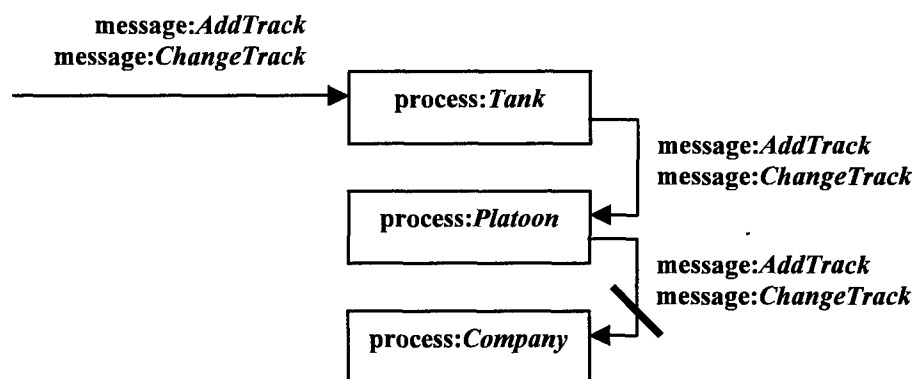 message:AddTrack
message:ChangeTrack
process:Tank
message:AddTrack
message:ChangeTrack
process:Platoon
message:AddTrack
message:ChangeTrack
process:Company